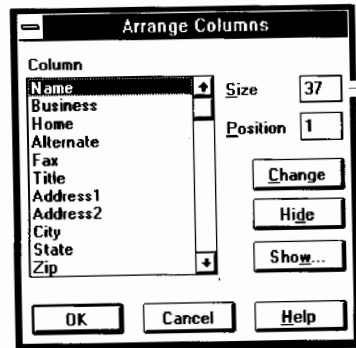 Arrange Columns
Column
Name
Business
Home
Alternate
Fax
Title
Address1
Address2
City
State
Zip
Size 37
Position 1
Change
Hide
Show...
OK Cancel Help